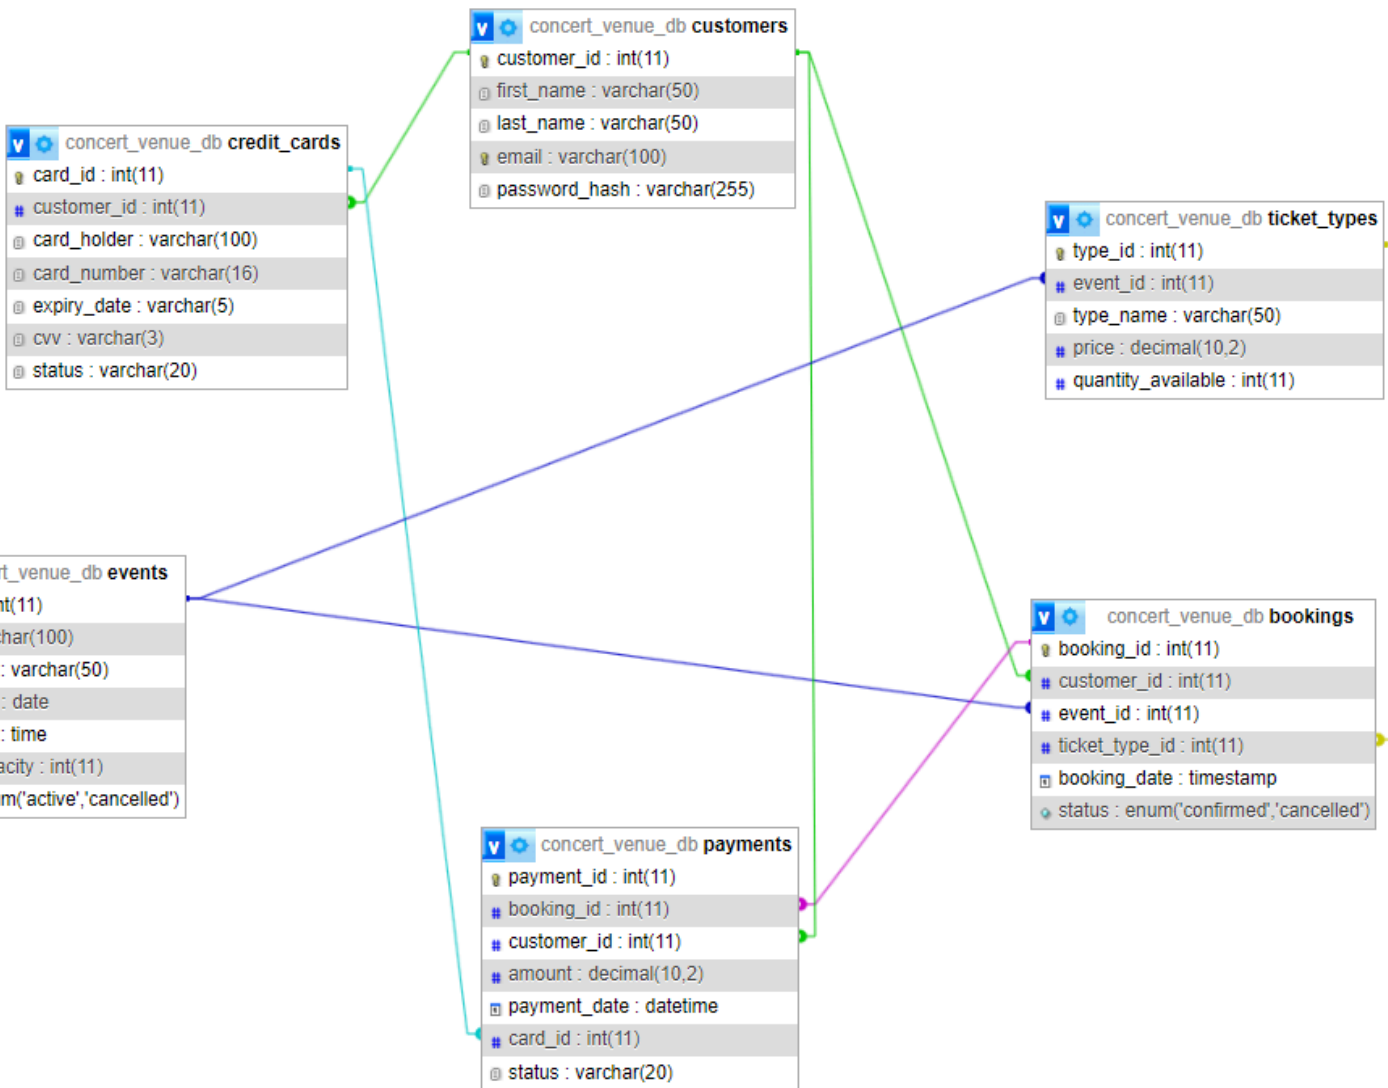 concert_venue_db customers
customer_id : int(11)
first_name : varchar(50)
last_name : varchar(50)
email : varchar(100)
password_hash : varchar(255)
concert_venue_db credit_cards
card_id : int(11)
# customer_id : int(11)
card_holder : varchar(100)
card_number : varchar(16)
expiry_date : varchar(5)
cvv : varchar(3)
status : varchar(20)
concert_venue_db ticket_types
type_id : int(11)
# event_id : int(11)
type_name : varchar(50)
# price : decimal(10,2)
# quantity_available : int(11)
rt_venue_db events
nt(11)
char(100)
: varchar(50)
: date
: time
acity : int(11)
m('active','cancelled')
concert_venue_db bookings
booking_id : int(11)
# customer_id : int(11)
# event_id : int(11)
# ticket_type_id : int(11)
booking_date : timestamp
status : enum('confirmed','cancelled')
concert_venue_db payments
payment_id : int(11)
# booking_id : int(11)
# customer_id : int(11)
# amount : decimal(10,2)
payment_date : datetime
# card_id : int(11)
status : varchar(20)